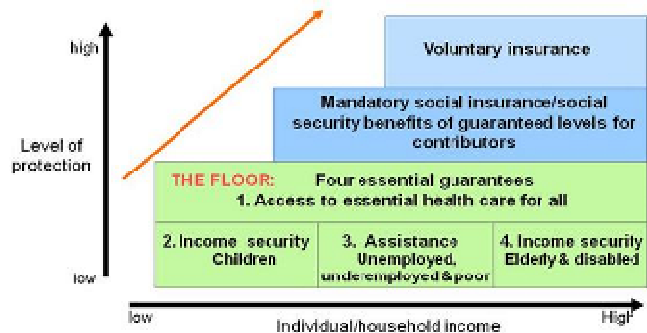 high
Voluntary insurance
Mandatory social insurance/social
security benefits of guaranteed levels for
contributors
Level of
protection
THE FLOOR: Four essential guarantees
1. Access to essential health care for all
2. Income security
Children
3. Assistance
Unemployed,
underemployed & poor
4. Income security
Elderly & disabled
low
low
High
Individual/household income